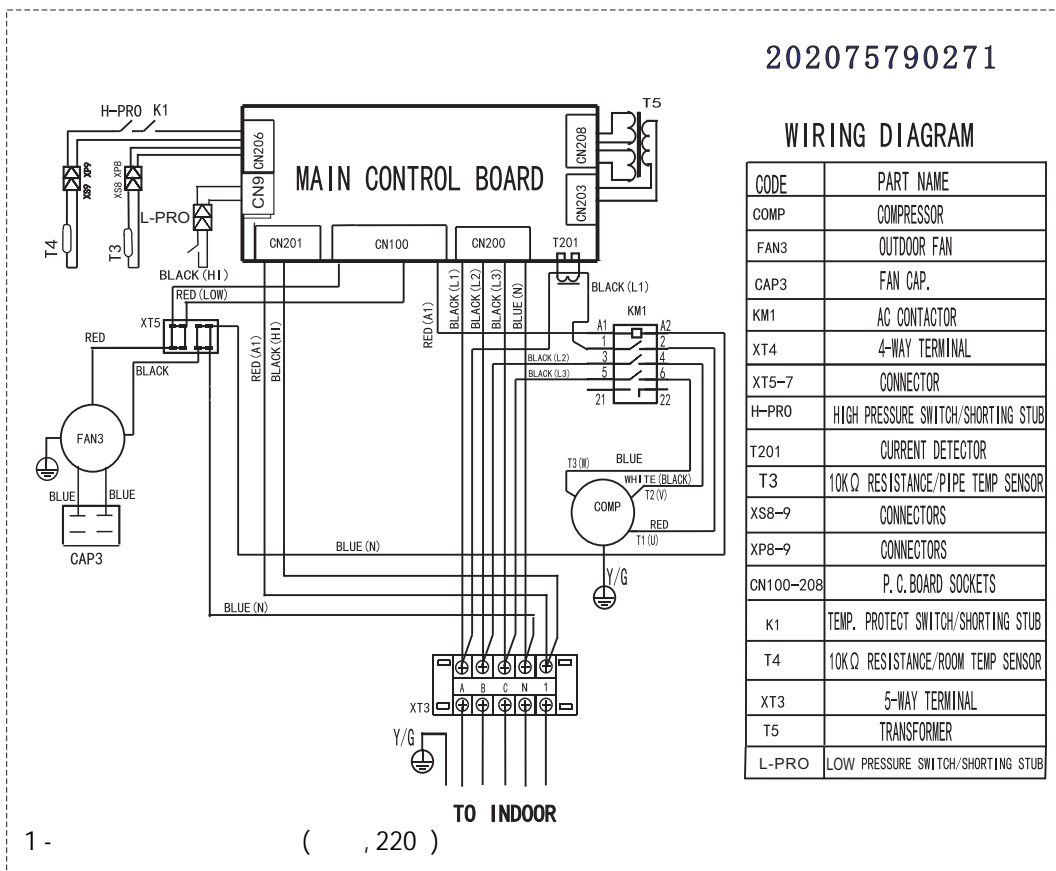 202075790271
WIRING DIAGRAM
CODE PART NAME
COMP COMPRESSOR
FAN3 OUTDOOR FAN
CAP3 FAN CAP.
KM1 AC CONTACTOR
XT4 4-WAY TERMINAL
XT5-7 CONNECTOR
H-PRO HIGH PRESSURE SWITCH/SHORTING STUB
T201 CURRENT DETECTOR
T3 10KΩ RESISTANCE/PIPE TEMP SENSOR
XS8-9 CONNECTORS
XP8-9 CONNECTORS
CN100-208 P.C.BOARD SOCKETS
K1 TEMP. PROTECT SWITCH/SHORTING STUB
T4 10KΩ RESISTANCE/ROOM TEMP SENSOR
XT3 5-WAY TERMINAL
T5 TRANSFORMER
L-PRO LOW PRESSURE SWITCH/SHORTING STUB
H-PRO K1
T5
CN206
CN208
XS9 XP9
XS8 XP8
MAIN CONTROL BOARD
CN9
CN203
L-PRO
T4
T3
CN201
CN100
CN200
T201
BLACK(HI)
RED(LOW)
BLACK(L1)
XT5
RED
BLACK
RED(A1)
BLACK(HI)
RED(A1)
BLACK(L1)
BLACK(L2)
BLACK(L3)
BLUE(N)
KM1
A1 A2
1 2
BLACK(L2) 3 4
BLACK(L3) 5 6
21 22
FAN3
BLUE BLUE
CAP3
T3(W) BLUE
WHITE(BLACK)
T2(V)
COMP
RED
T1(U)
BLUE(N)
Y/G
BLUE(N)
A B C N 1
XT3
Y/G
TO INDOOR
1 - ( ,220 )